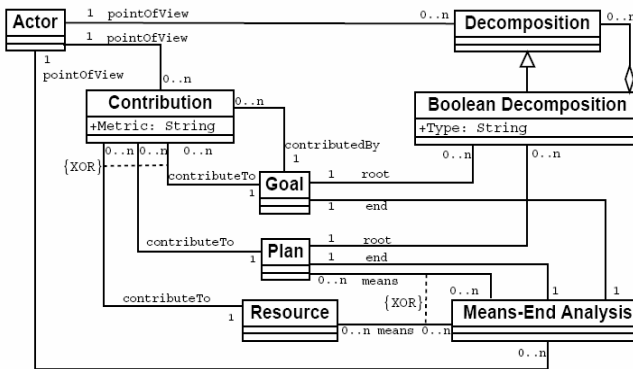 Actor
1
pointOfView
0..n
Decomposition
0..n
1
pointOfView
1
pointOfView
0..n
Contribution
+Metric: String
0..n
Boolean Decomposition
+Type: String
0..n
0..n
0..n
0..n
0..n
{XOR}
contributedBy
1
contributeTo
1
Goal
1
root
1
end
contributeTo
1
Plan
1
root
1
end
0..n
means
0..n
1
1
contributeTo
1
Resource
{XOR}
0..n
means
0..n
Means-End Analysis
0..n